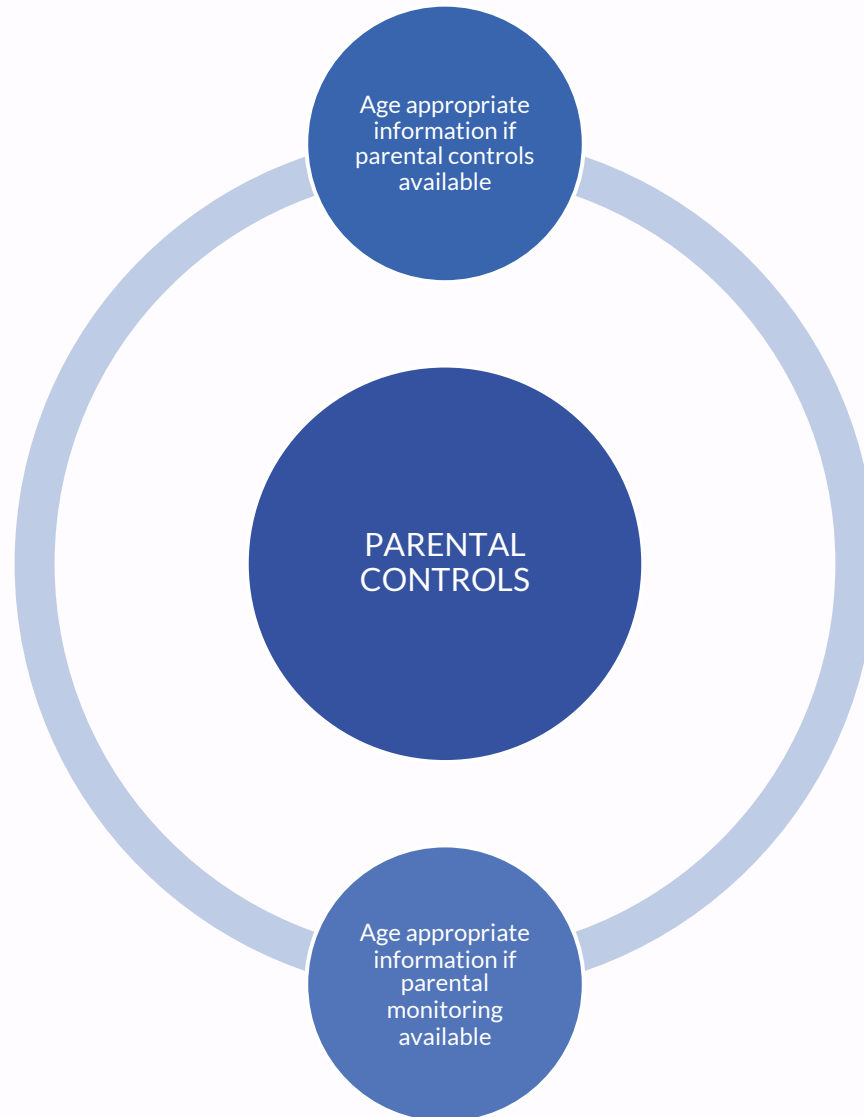 Age appropriate
information if
parental controls
available
PARENTAL
CONTROLS
Age appropriate
information if
parental
monitoring
available